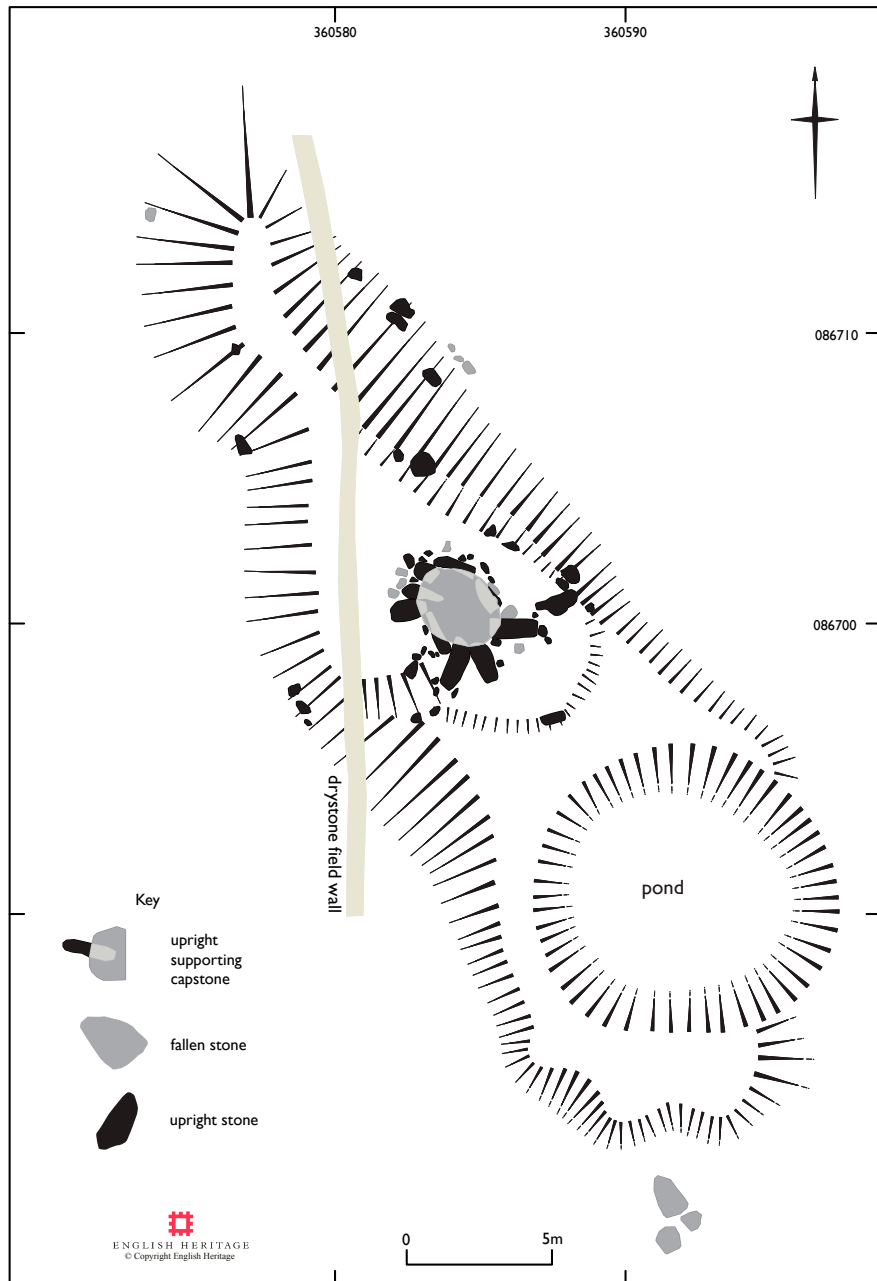 360580
360590
086710
086700
drystone field wall
pond
Key
upright
supporting
capstone
fallen stone
upright stone
ENGLISH HERITAGE
© Copyright English Heritage
0
5m